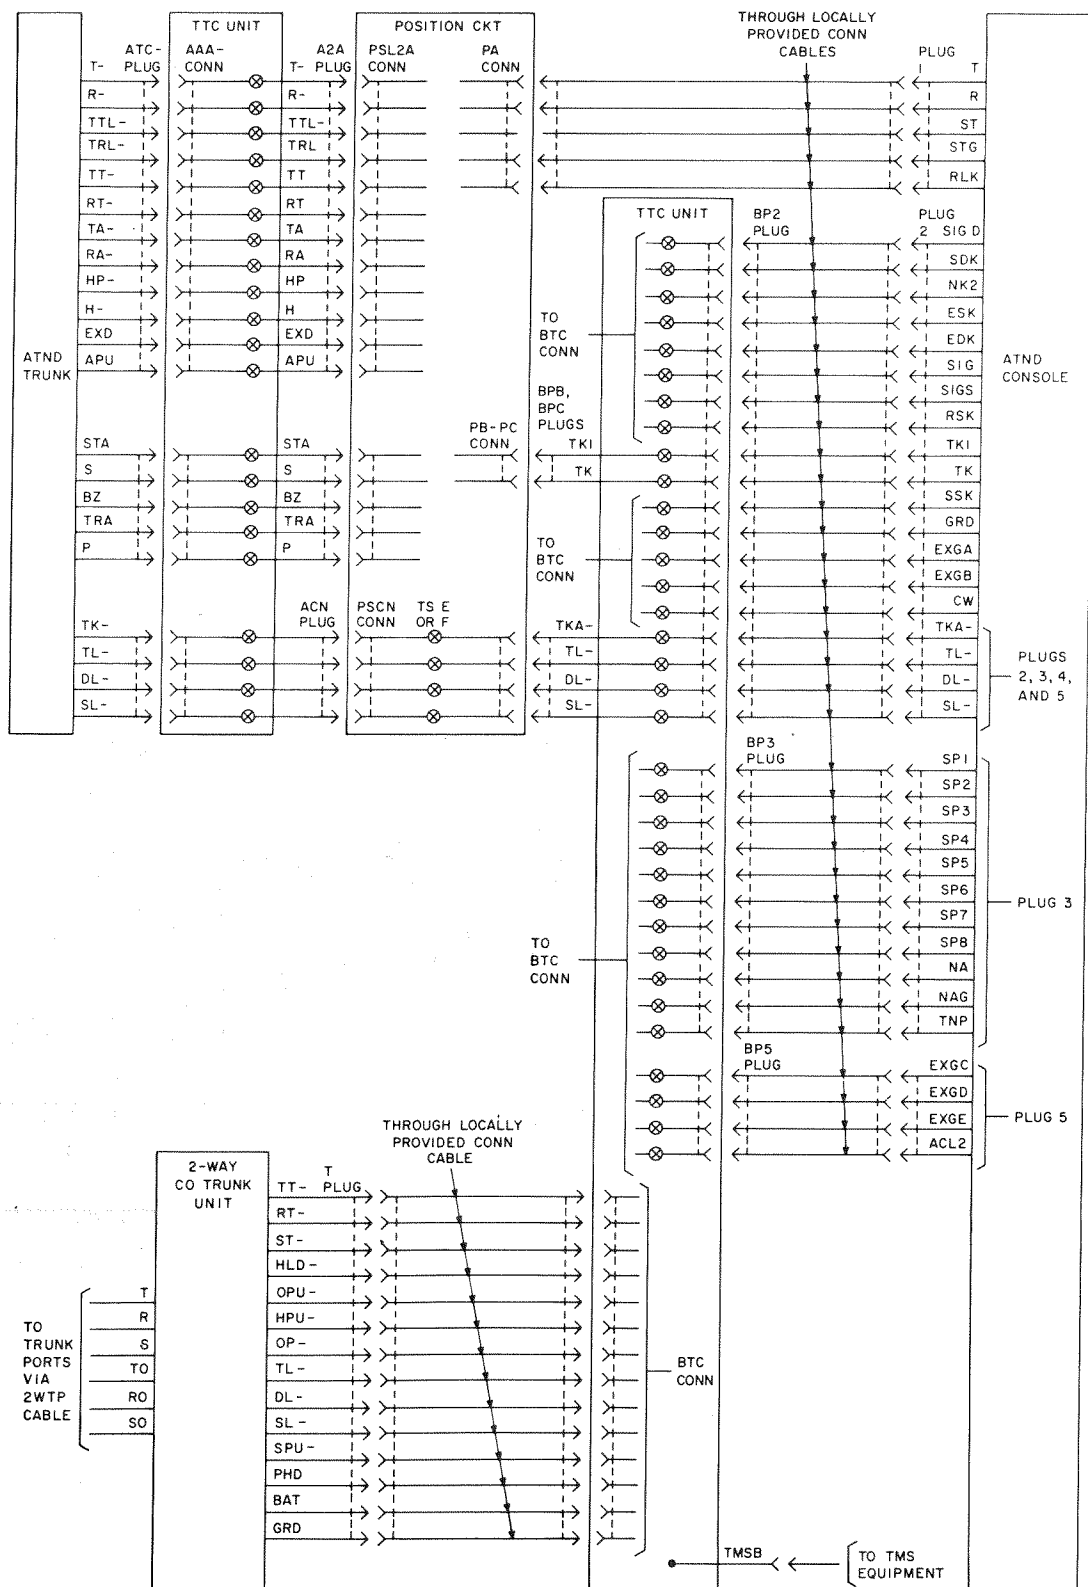 TTC UNIT
POSITION CKT
THROUGH LOCALLY
PROVIDED CONN
CABLES
ATC-
PLUG
AAA-
CONN
A2A
PLUG
PSL2A
CONN
PA
CONN
PLUG
1
T-
R-
TTL-
TRL-
TT-
RT-
TA-
RA-
HP-
H-
EXD
APU
T-
R-
TTL-
TRL
TT
RT
TA
RA
HP
H
EXD
APU
T
R
ST
STG
RLK
ATND
TRUNK
STA
S
BZ
TRA
P
STA
S
BZ
TRA
P
PB-PC
CONN
BPB,
BPC
PLUGS
TK1
TK
TK-
TL-
DL-
SL-
ACN
PLUG
PSCN
CONN
TS E
OR F
TKA-
TL-
DL-
SL-
TTC UNIT
BP2
PLUG
PLUG
2
TO
BTC
CONN
TO
BTC
CONN
SIG D
SDK
NK2
ESK
EDK
SIG
SIGS
RSK
TK1
TK
SSK
GRD
EXGA
EXGB
CW
TKA-
TL-
DL-
SL-
ATND
CONSOLE
PLUGS
2, 3, 4,
AND 5
BP3
PLUG
SP1
SP2
SP3
SP4
SP5
SP6
SP7
SP8
NA
NAG
TNP
PLUG 3
TO
BTC
CONN
BP5
PLUG
EXGC
EXGD
EXGE
ACL2
PLUG 5
THROUGH LOCALLY
PROVIDED CONN
CABLE
2-WAY
CO TRUNK
UNIT
T
PLUG
TT-
RT-
ST-
HLD-
OPU-
HPU-
OP-
TL-
DL-
SL-
SPU-
PHD
BAT
GRD
TO
TRUNK
PORTS
VIA
2WTP
CABLE
T
R
S
TO
RO
SO
BTC
CONN
TMSB
TO TMS
EQUIPMENT